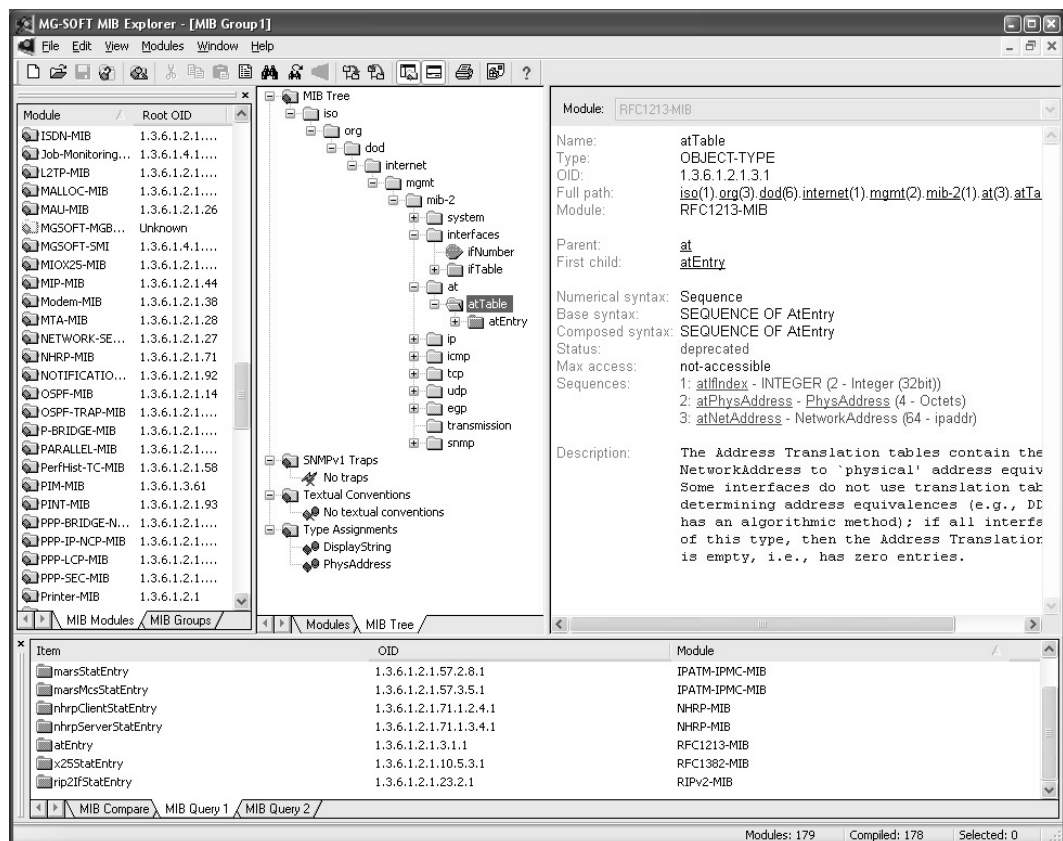 MG-SOFT MIB Explorer - [MIB Group1]
File Edit View Modules Window Help
Module Root OID
ISDN-MIB 1.3.6.1.2.1....
Job-Monitoring... 1.3.6.1.4.1....
L2TP-MIB 1.3.6.1.2.1....
MALLOC-MIB 1.3.6.1.2.1....
MAU-MIB 1.3.6.1.2.1.26
MGSOFT-MGB... Unknown
MGSOFT-SMI 1.3.6.1.4.1....
MIOX25-MIB 1.3.6.1.2.1....
MIP-MIB 1.3.6.1.2.1.44
Modem-MIB 1.3.6.1.2.1.38
MTA-MIB 1.3.6.1.2.1.28
NETWORK-SE... 1.3.6.1.2.1.27
NHRP-MIB 1.3.6.1.2.1.71
NOTIFICATIO... 1.3.6.1.2.1.92
OSPF-MIB 1.3.6.1.2.1.14
OSPF-TRAP-MIB 1.3.6.1.2.1....
P-BRIDGE-MIB 1.3.6.1.2.1....
PARALLEL-MIB 1.3.6.1.2.1....
PerfHist-TC-MIB 1.3.6.1.2.1.58
PIM-MIB 1.3.6.1.3.61
PINT-MIB 1.3.6.1.2.1.93
PPP-BRIDGE-N... 1.3.6.1.2.1....
PPP-IP-NCP-MIB 1.3.6.1.2.1....
PPP-LCP-MIB 1.3.6.1.2.1....
PPP-SEC-MIB 1.3.6.1.2.1....
Printer-MIB 1.3.6.1.2.1
MIB Modules MIB Groups
MIB Tree
iso
org
dod
internet
mgmt
mib-2
system
interfaces
ifNumber
ifTable
at
atTable
atEntry
ip
icmp
tcp
udp
egp
transmission
snmp
SNMPv1 Traps
No traps
Textual Conventions
No textual conventions
Type Assignments
DisplayString
PhysAddress
Modules MIB Tree
Module: RFC1213-MIB
Name: atTable
Type: OBJECT-TYPE
OID: 1.3.6.1.2.1.3.1
Full path: iso(1).org(3).dod(6).internet(1).mgmt(2).mib-2(1).at(3).atTa
Module: RFC1213-MIB
Parent: at
First child: atEntry
Numerical syntax: Sequence
Base syntax: SEQUENCE OF AtEntry
Composed syntax: SEQUENCE OF AtEntry
Status: deprecated
Max access: not-accessible
Sequences: 1: atIfIndex - INTEGER (2 - Integer (32bit))
2: atPhysAddress - PhysAddress (4 - Octets)
3: atNetAddress - NetworkAddress (64 - ipaddr)
Description: The Address Translation tables contain the
NetworkAddress to `physical' address equiv
Some interfaces do not use translation tab
determining address equivalences (e.g., DD
has an algorithmic method); if all interfa
of this type, then the Address Translation
is empty, i.e., has zero entries.
Item OID Module
marsStatEntry 1.3.6.1.2.1.57.2.8.1 IPATM-IPMC-MIB
marsMcsStatEntry 1.3.6.1.2.1.57.3.5.1 IPATM-IPMC-MIB
nhrpClientStatEntry 1.3.6.1.2.1.71.1.2.4.1 NHRP-MIB
nhrpServerStatEntry 1.3.6.1.2.1.71.1.3.4.1 NHRP-MIB
atEntry 1.3.6.1.2.1.3.1.1 RFC1213-MIB
x25StatEntry 1.3.6.1.2.1.10.5.3.1 RFC1382-MIB
rip2IfStatEntry 1.3.6.1.2.1.23.2.1 RIPv2-MIB
MIB Compare MIB Query 1 MIB Query 2
Modules: 179 Compiled: 178 Selected: 0